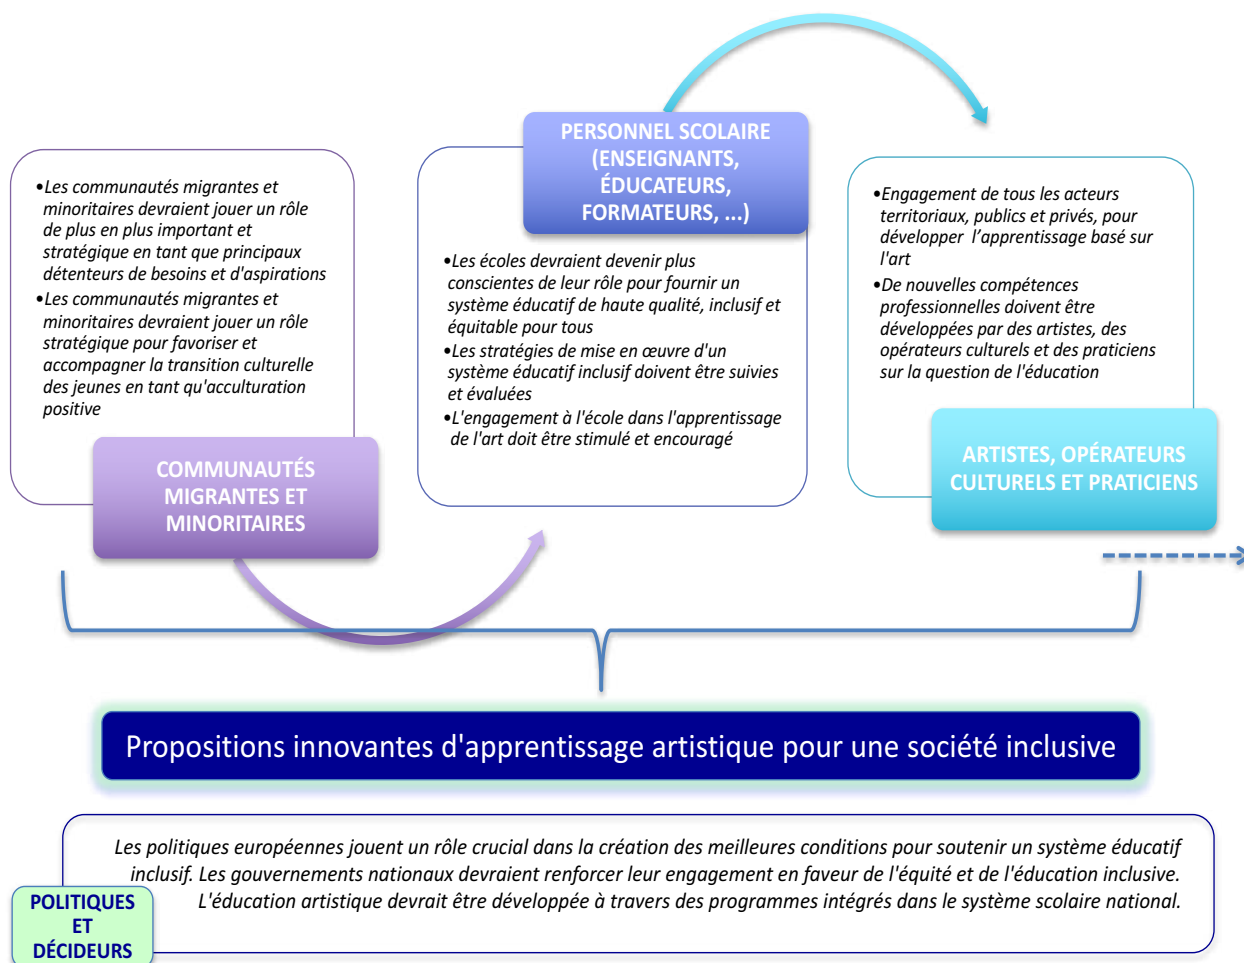 •Les communautés migrantes et
minoritaires devraient jouer un rôle
de plus en plus important et
stratégique en tant que principaux
détenteurs de besoins et d'aspirations
•Les communautés migrantes et
minoritaires devraient jouer un rôle
stratégique pour favoriser et
accompagner la transition culturelle
des jeunes en tant qu'acculturation
positive
COMMUNAUTÉS
MIGRANTES ET
MINORITAIRES
PERSONNEL SCOLAIRE
(ENSEIGNANTS,
ÉDUCATEURS,
FORMATEURS, ...)
•Les écoles devraient devenir plus
conscientes de leur rôle pour fournir un
système éducatif de haute qualité, inclusif et
équitable pour tous
•Les stratégies de mise en œuvre d'un
système éducatif inclusif doivent être suivies
et évaluées
•L'engagement à l'école dans l'apprentissage
de l'art doit être stimulé et encouragé
•Engagement de tous les acteurs
territoriaux, publics et privés, pour
développer l’apprentissage basé sur
l'art
•De nouvelles compétences
professionnelles doivent être
développées par des artistes, des
opérateurs culturels et des praticiens
sur la question de l'éducation
ARTISTES, OPÉRATEURS
CULTURELS ET PRATICIENS
Propositions innovantes d'apprentissage artistique pour une société inclusive
Les politiques européennes jouent un rôle crucial dans la création des meilleures conditions pour soutenir un système éducatif
inclusif. Les gouvernements nationaux devraient renforcer leur engagement en faveur de l'équité et de l'éducation inclusive.
L'éducation artistique devrait être développée à travers des programmes intégrés dans le système scolaire national.
POLITIQUES
ET
DÉCIDEURS